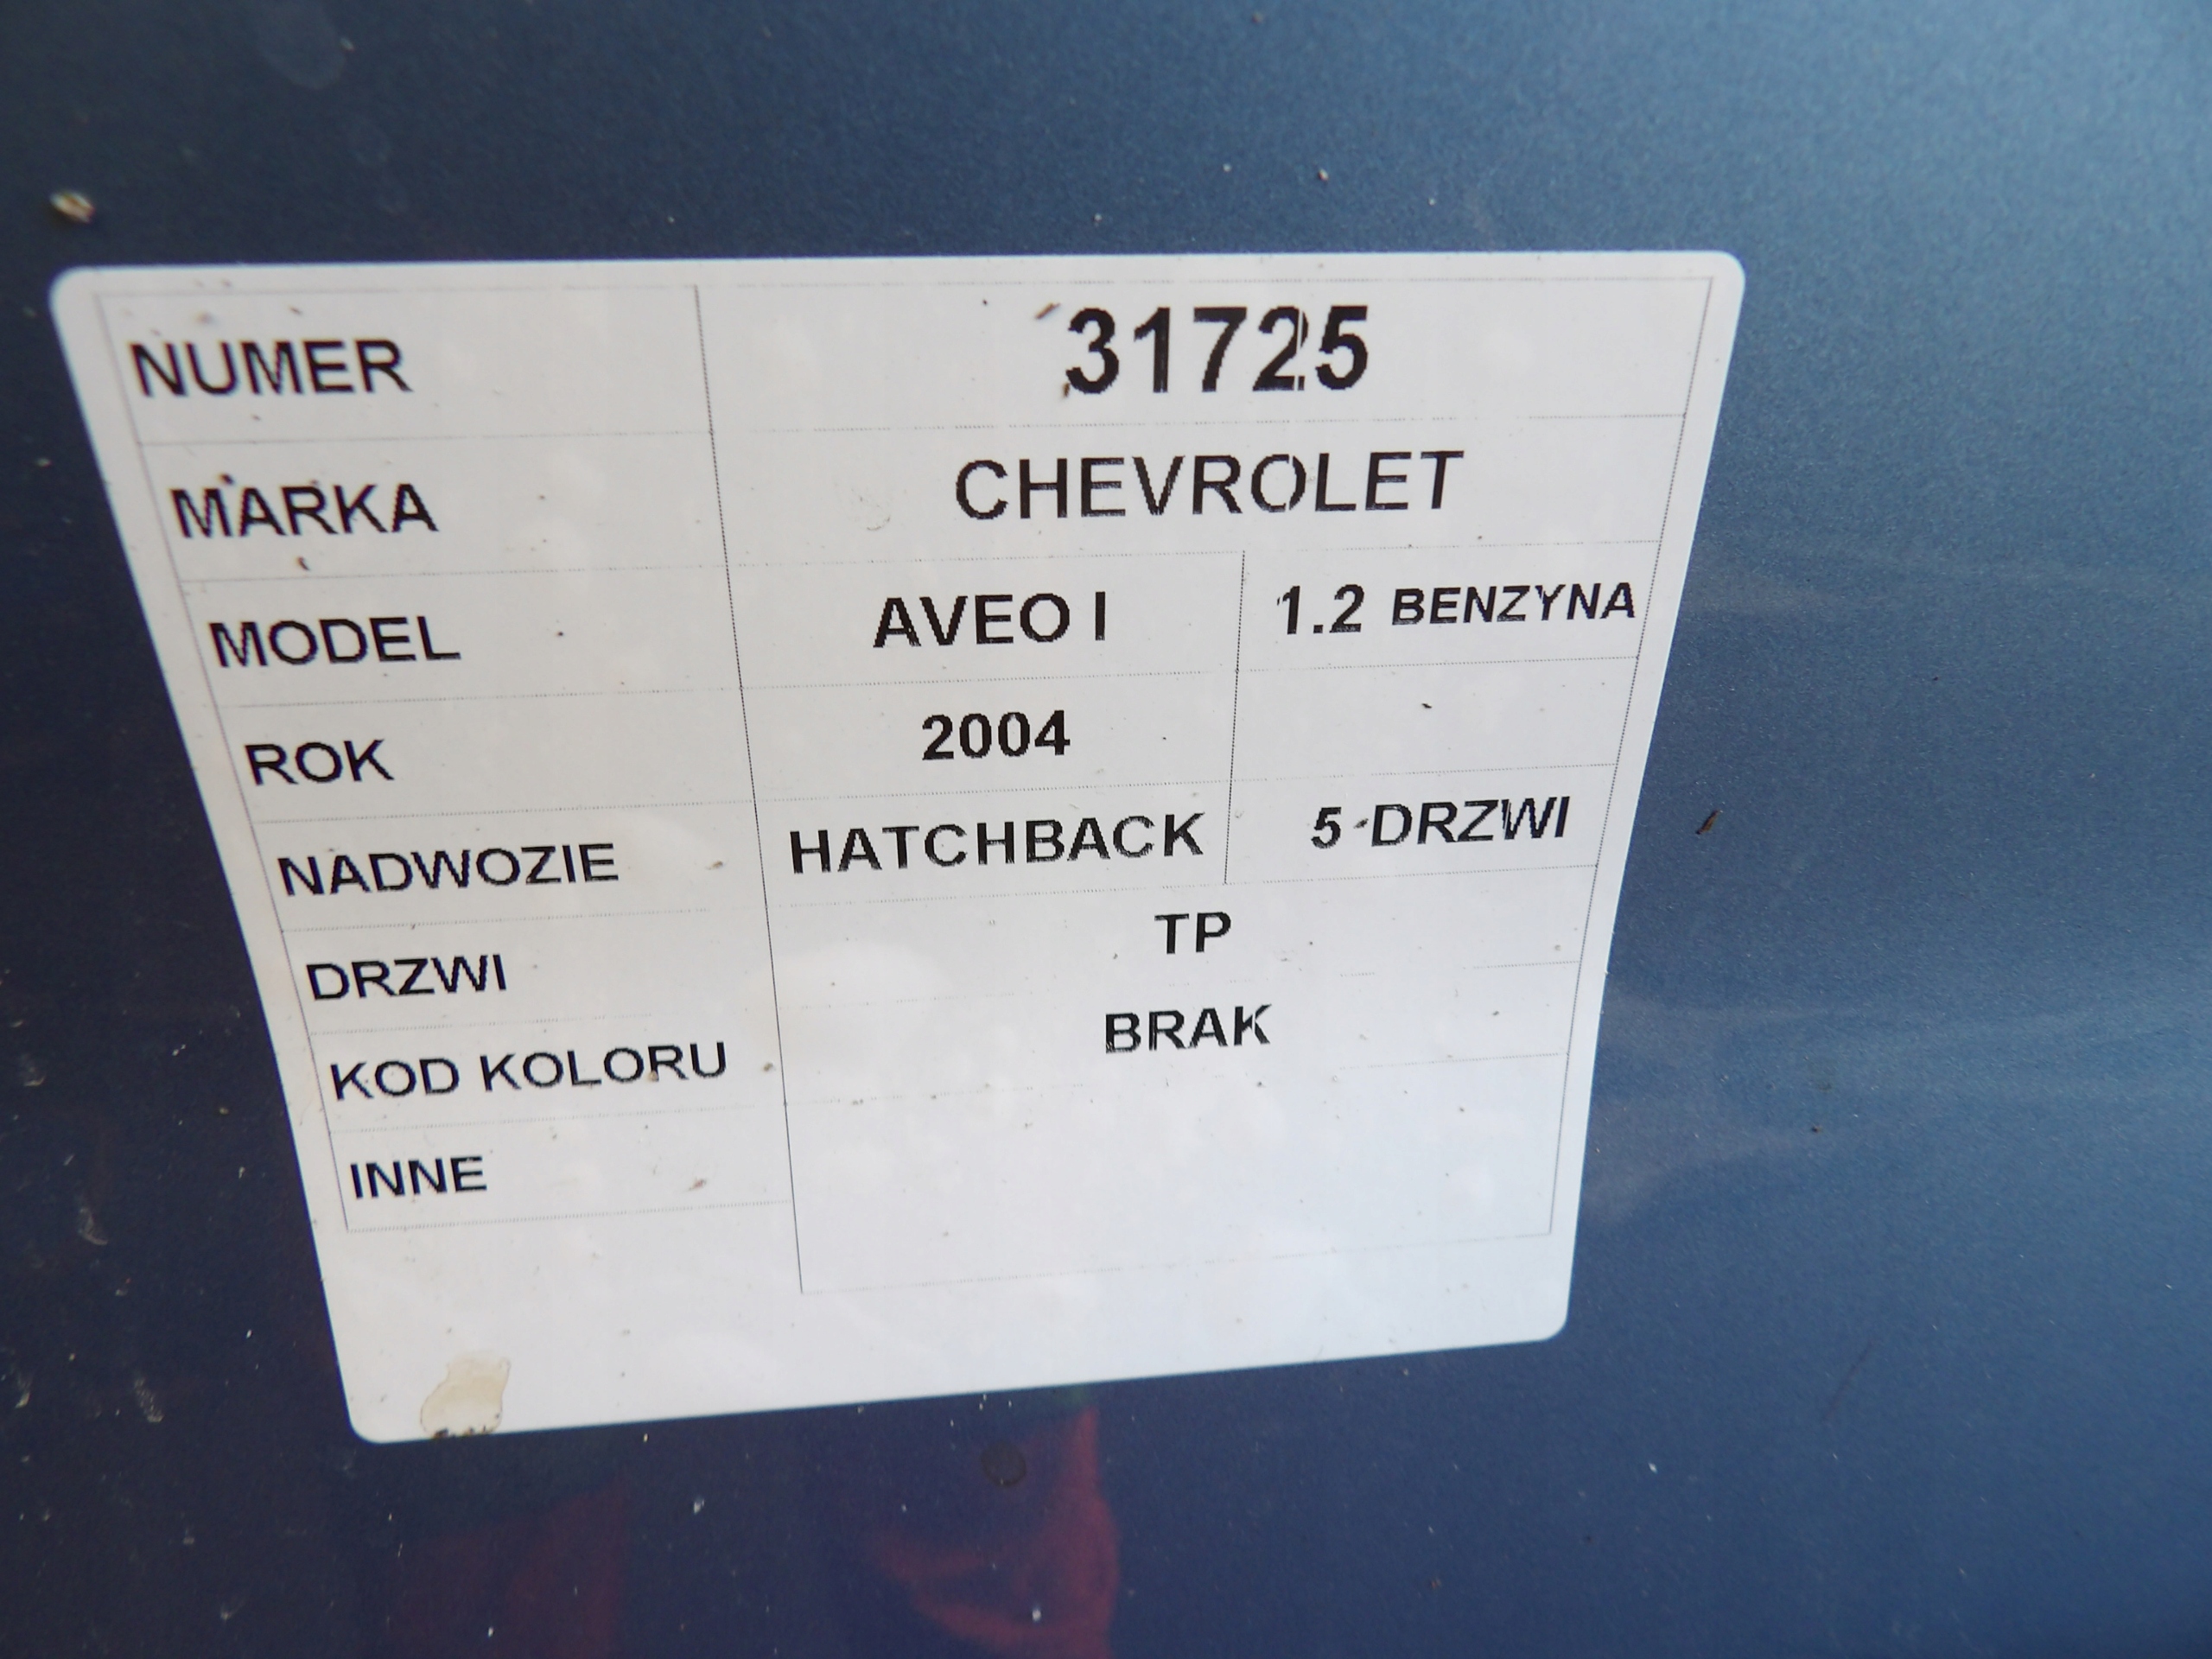 NUMER 31725
MARKA CHEVROLET
MODEL AVEO I 1.2 BENZYNA
ROK 2004
NADWOZIE HATCHBACK 5-DRZWI
DRZWI TP
KOD KOLORU BRAK
INNE